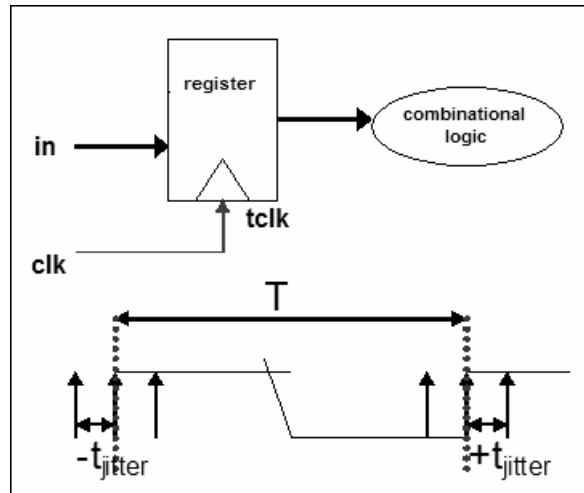 register
combinational
logic
in
tclk
clk
T
-tjitter
+tjitter